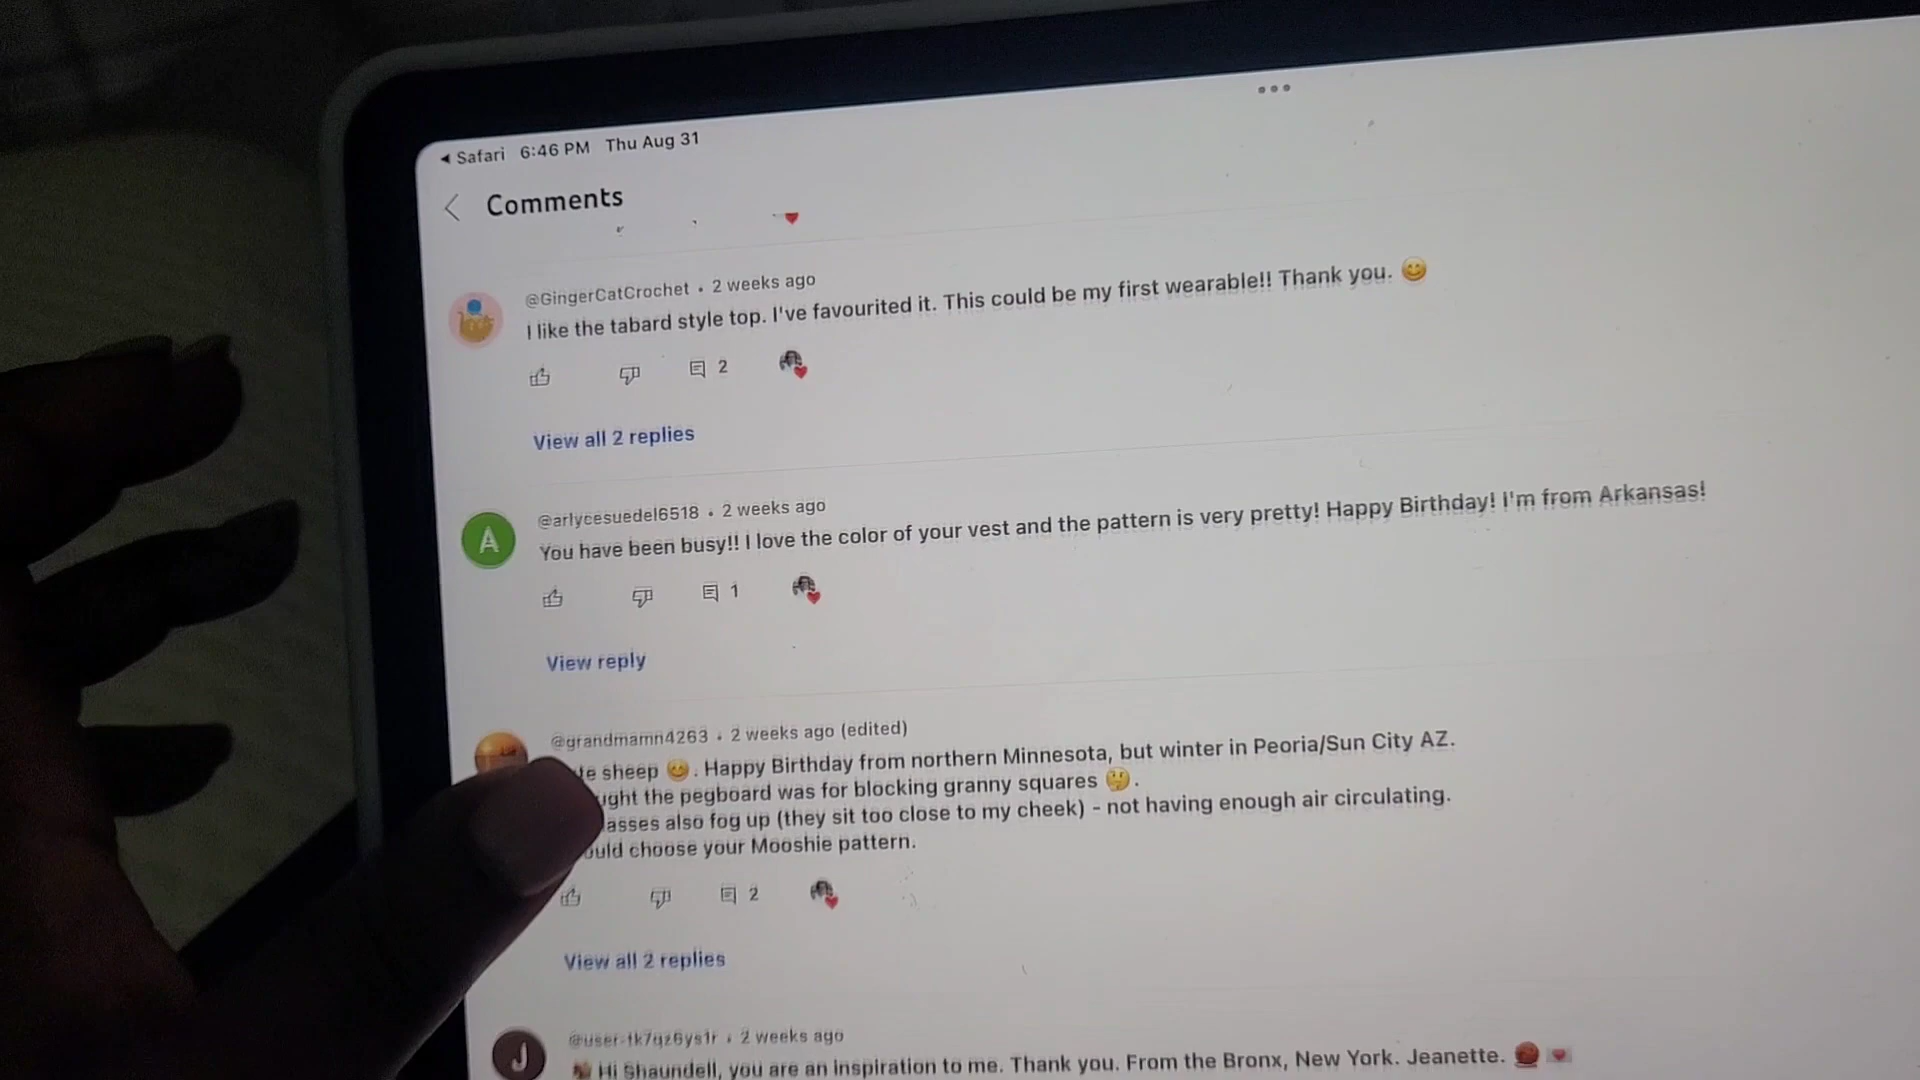 Safari 6:46 PM Thu Aug 31
Comments
@GingerCatCrochet • 2 weeks ago
I like the tabard style top. I've favourited it. This could be my first wearable!! Thank you. 😊
2
View all 2 replies
A
@arlycesuedel6518 • 2 weeks ago
You have been busy!! I love the color of your vest and the pattern is very pretty! Happy Birthday! I'm from Arkansas!
1
View reply
@grandmamn4263 • 2 weeks ago (edited)
sheep 😊. Happy Birthday from northern Minnesota, but winter in Peoria/Sun City AZ.
the pegboard was for blocking granny squares 🤔.
also fog up (they sit too close to my cheek) - not having enough air circulating.
choose your Mooshie pattern.
2
View all 2 replies
J
2 weeks ago
Hi Shaundell, you are an inspiration to me. Thank you. From the Bronx, New York. Jeanette. 🧶 💌